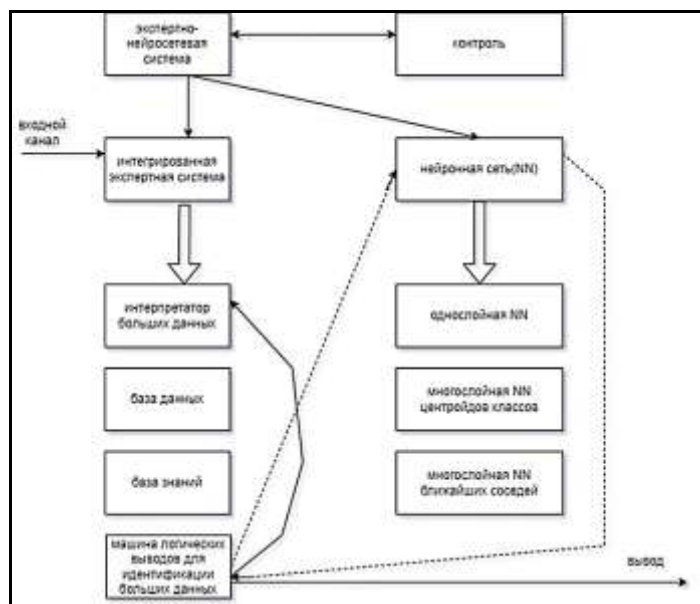 экспертно-
нейросетевая
система
контроль
входной
канал
интегрированная
экспертная система
нейронная сеть(NN)
интерпретатор
больших данных
однослойная NN
база данных
многослойная NN
центройдов классов
база знаний
многослойная NN
ближайших соседей
машина логических
выводов для
идентификации
больших данных
вывод